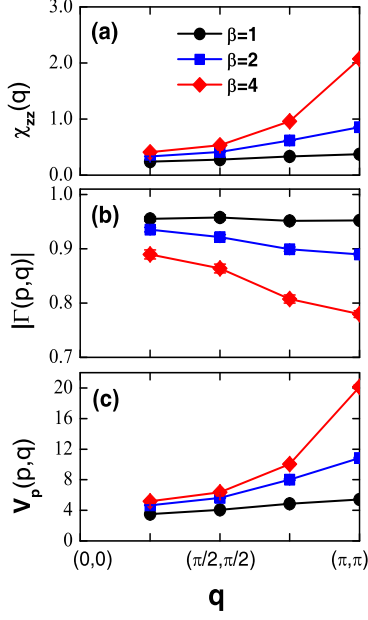 3.0
(a)
β=1
β=2
β=4
2.0
1.0
0.0
χzz(q)
1.0
(b)
0.9
0.8
0.7
|Γ(p,q)|
20
(c)
16
12
8
4
0
Vp(p,q)
(0,0)
(π/2,π/2)
(π,π)
q